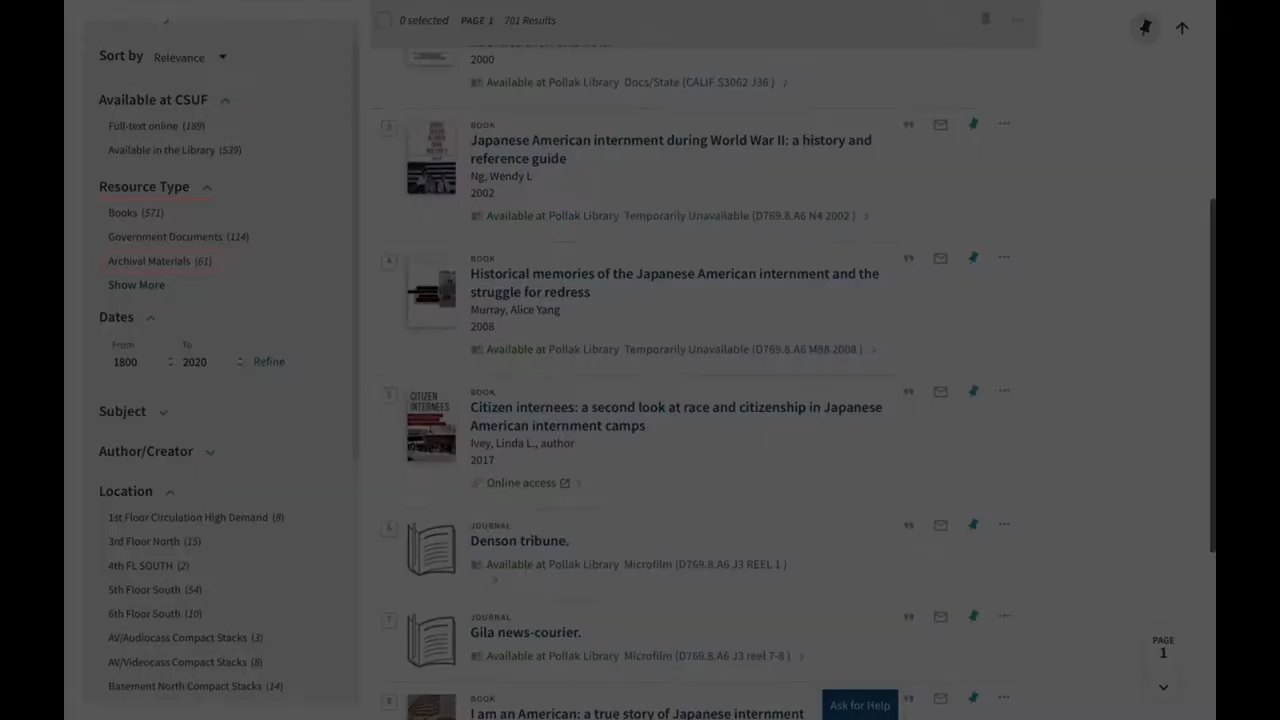 0 selected PAGE 1 701 Results
Sort by Relevance
Available at CSUF
Full-text online (189)
Available in the Library (539)
Resource Type
Books (571)
Government Documents (114)
Archival Materials (61)
Show More
Dates
From To
1800 2020 Refine
Subject
Author/Creator
Location
1st Floor Circulation High Demand (8)
3rd Floor North (15)
4th FL SOUTH (2)
5th Floor South (54)
6th Floor South (10)
AV/Audiocass Compact Stacks (3)
AV/Videocass Compact Stacks (8)
Basement North Compact Stacks (14)
2000
Available at Pollak Library Docs/State (CALIF S3062 J36 )
3
BOOK
Japanese American internment during World War II: a history and
reference guide
Ng, Wendy L
2002
Available at Pollak Library Temporarily Unavailable (D769.8.A6 N4 2002 )
4
BOOK
Historical memories of the Japanese American internment and the
struggle for redress
Murray, Alice Yang
2008
Available at Pollak Library Temporarily Unavailable (D769.8.A6 M88 2008 )
5
CITIZEN
INTERNEES
BOOK
Citizen internees: a second look at race and citizenship in Japanese
American internment camps
Ivey, Linda L., author
2017
Online access
6
JOURNAL
Denson tribune.
Available at Pollak Library Microfilm (D769.8.A6 J3 REEL 1 )
7
JOURNAL
Gila news-courier.
Available at Pollak Library Microfilm (D769.8.A6 J3 reel 7-8 )
8
BOOK
I am an American: a true story of Japanese internment
Ask for Help
PAGE
1